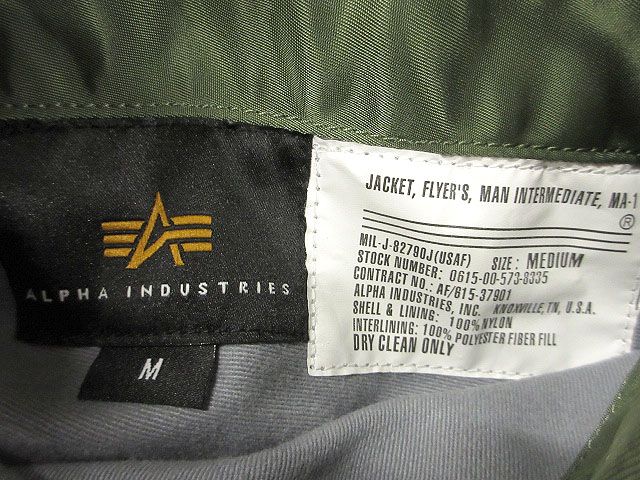 ALPHA INDUSTRIES
M
JACKET, FLYER'S, MAN INTERMEDIATE, MA-1
®
MIL-J-82790J(USAF) SIZE: MEDIUM
STOCK NUMBER: 0615-00-573-8335
CONTRACT NO.: AF/615-37901
ALPHA INDUSTRIES, INC. KNOXVILLE, TN, U.S.A.
SHELL & LINING: 100% NYLON
INTERLINING: 100% POLYESTER FIBER FILL
DRY CLEAN ONLY